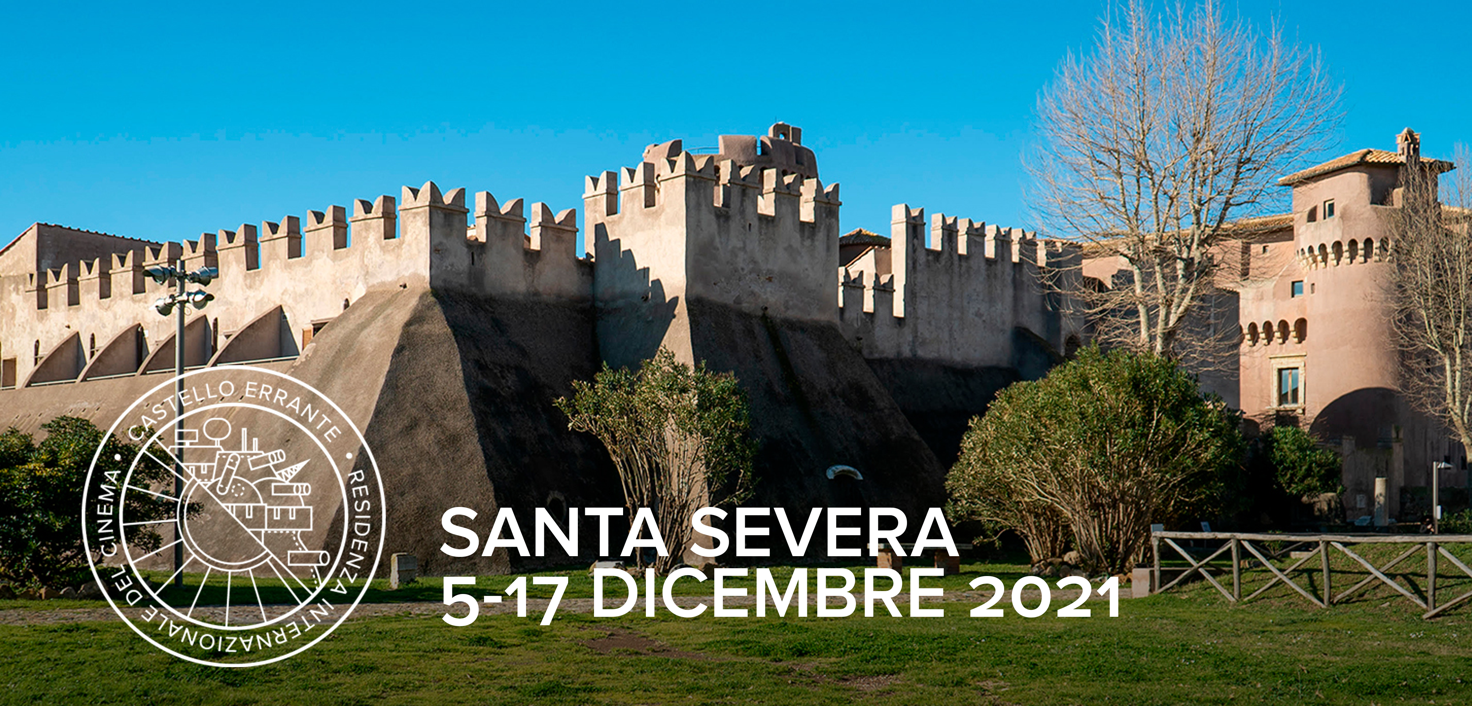 CASTELLO ERRANTE • RESIDENZA INTERNAZIONALE DEL CINEMA •
SANTA SEVERA
5-17 DICEMBRE 2021